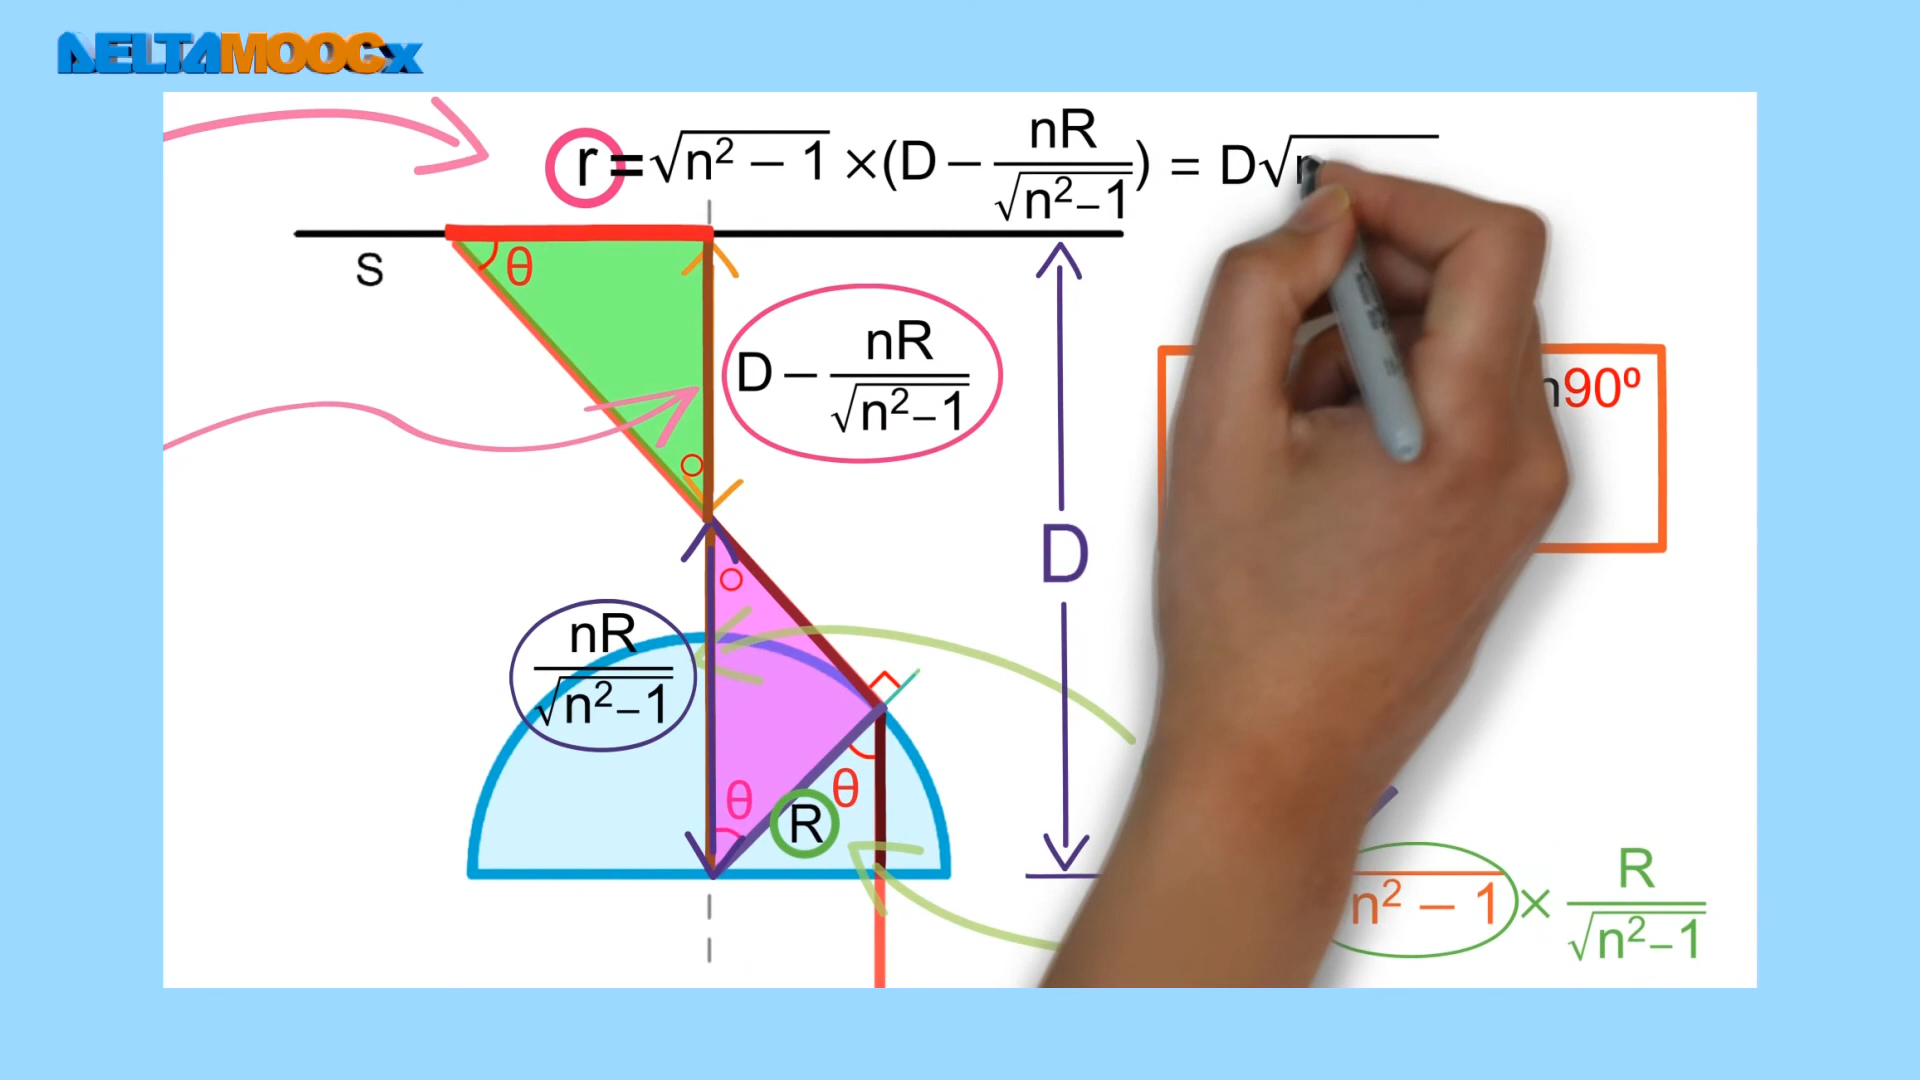 DELTAMOOCx
r = √(n² − 1) × (D − nR/√(n²−1)) = D√
S
θ
D − nR/√(n²−1)
90º
D
nR/√(n²−1)
θ
θ
R
n² − 1 × R/√(n²−1)